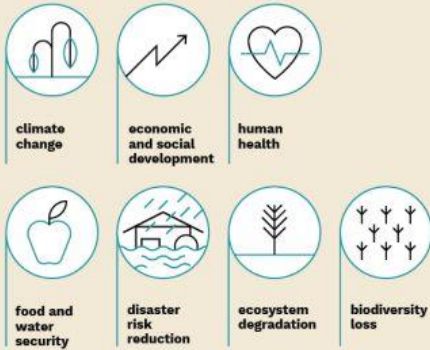 climate
change
economic
and social
development
human
health
food and
water
security
disaster
risk
reduction
ecosystem
degradation
biodiversity
loss